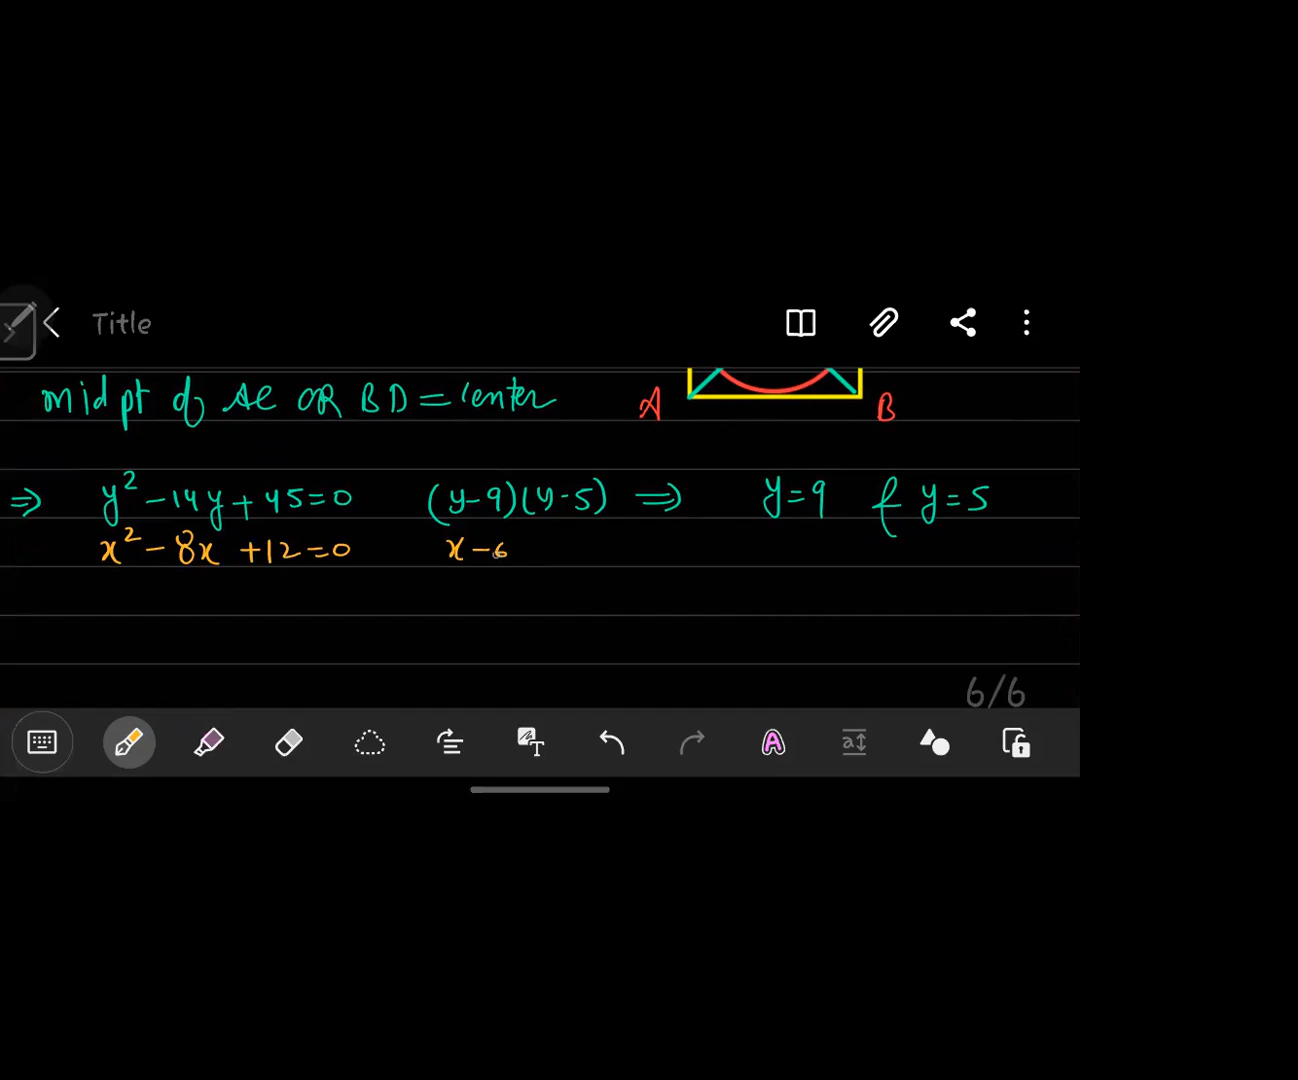 Title
mid pt of AC OR BD = center
A
B
⇒ y² - 14y + 45 = 0 (y-9)(y-5) ⇒ y = 9 & y = 5
x² - 8x + 12 = 0 x - 6
6/6
T
A
a